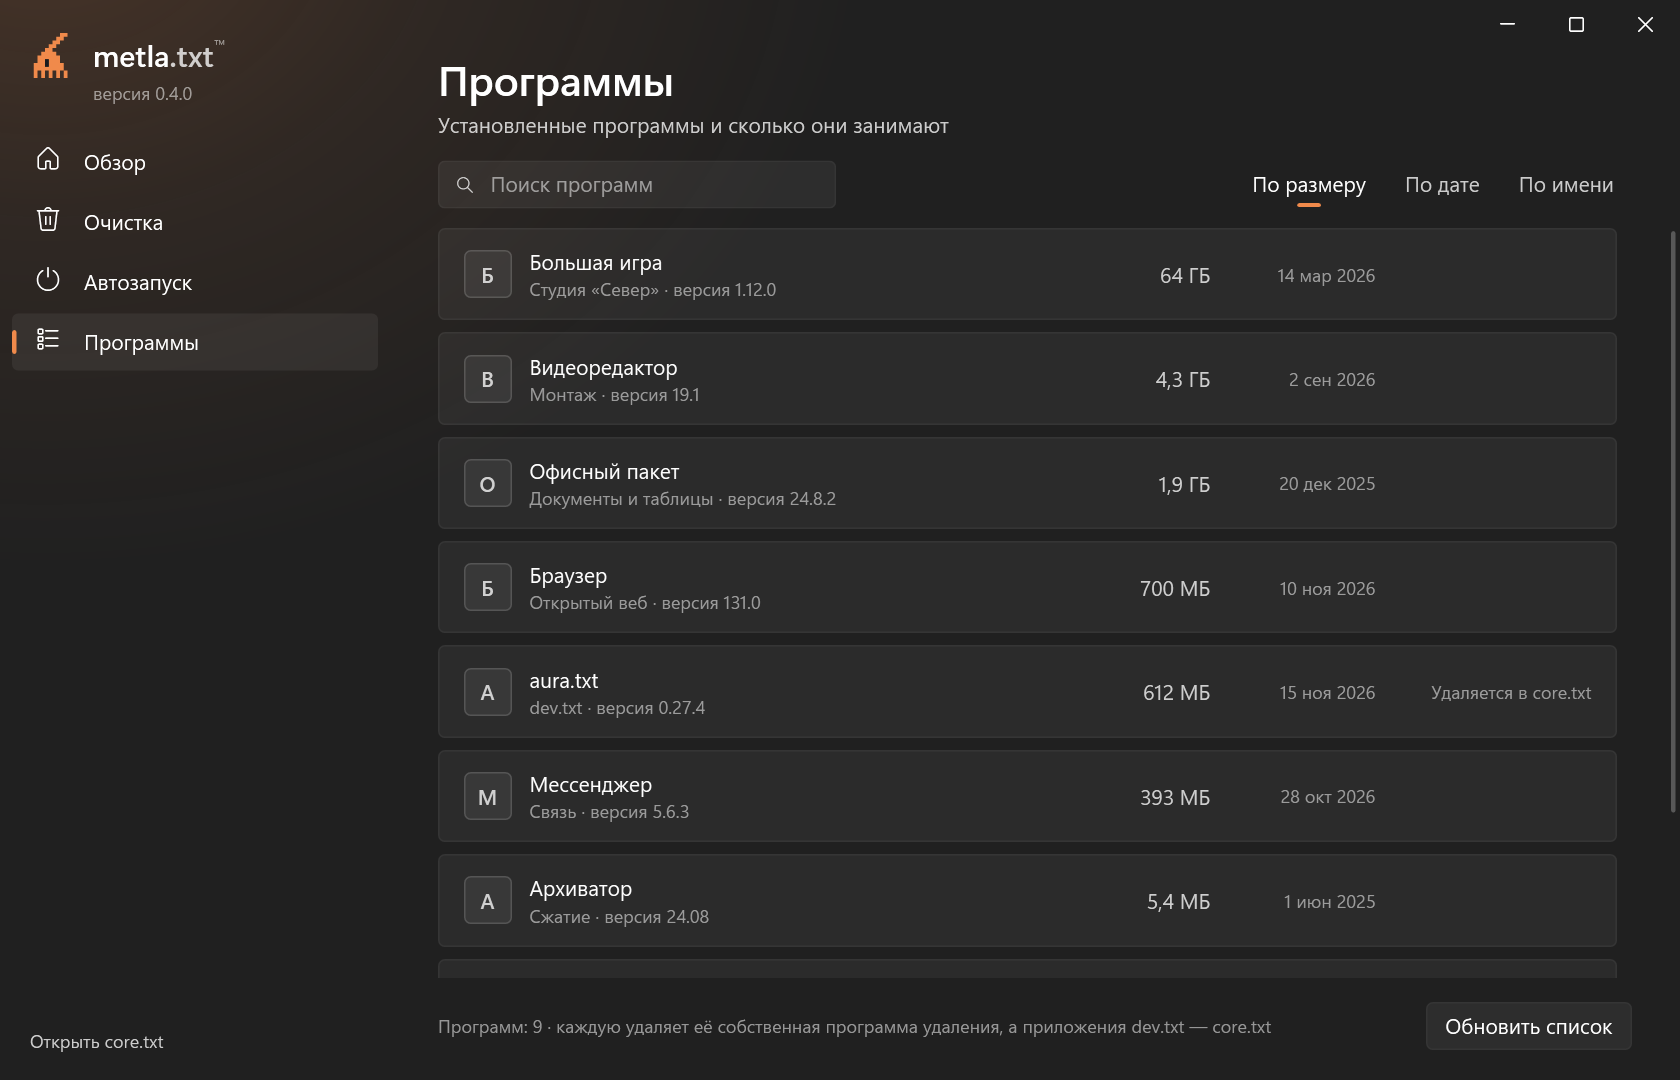 metla.txt™
версия 0.4.0
Обзор
Очистка
Автозапуск
Программы
Открыть core.txt
Программы
Установленные программы и сколько они занимают
Поиск программ
По размеру По дате По имени
Б
Большая игра
Студия «Север» · версия 1.12.0
64 ГБ
14 мар 2026
В
Видеоредактор
Монтаж · версия 19.1
4,3 ГБ
2 сен 2026
О
Офисный пакет
Документы и таблицы · версия 24.8.2
1,9 ГБ
20 дек 2025
Б
Браузер
Открытый веб · версия 131.0
700 МБ
10 ноя 2026
A
aura.txt
dev.txt · версия 0.27.4
612 МБ
15 ноя 2026
Удаляется в core.txt
М
Мессенджер
Связь · версия 5.6.3
393 МБ
28 окт 2026
А
Архиватор
Сжатие · версия 24.08
5,4 МБ
1 июн 2025
Программ: 9 · каждую удаляет её собственная программа удаления, а приложения dev.txt — core.txt
Обновить список